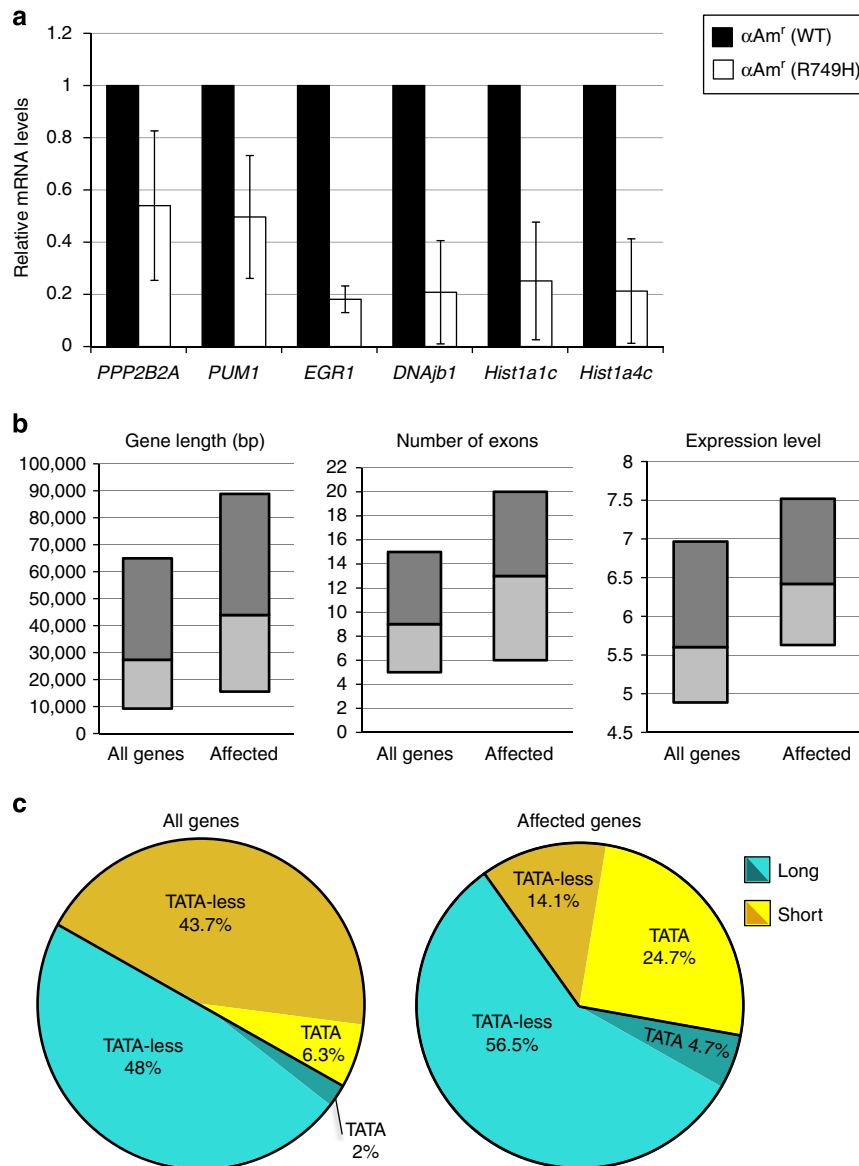 a
1.2
1
0.8
0.6
0.4
0.2
0
Relative mRNA levels
PPP2B2A PUM1 EGR1 DNAjb1 Hist1a1c Hist1a4c
αAmʳ (WT)
αAmʳ (R749H)
b
Gene length (bp)
100,000
90,000
80,000
70,000
60,000
50,000
40,000
30,000
20,000
10,000
0
All genes Affected
Number of exons
22
20
18
16
14
12
10
8
6
4
2
0
All genes Affected
Expression level
8
7.5
7
6.5
6
5.5
5
4.5
All genes Affected
c
All genes
TATA-less
43.7%
TATA
6.3%
TATA-less
48%
TATA
2%
Affected genes
TATA-less
14.1%
TATA
24.7%
TATA-less
56.5%
TATA 4.7%
Long
Short